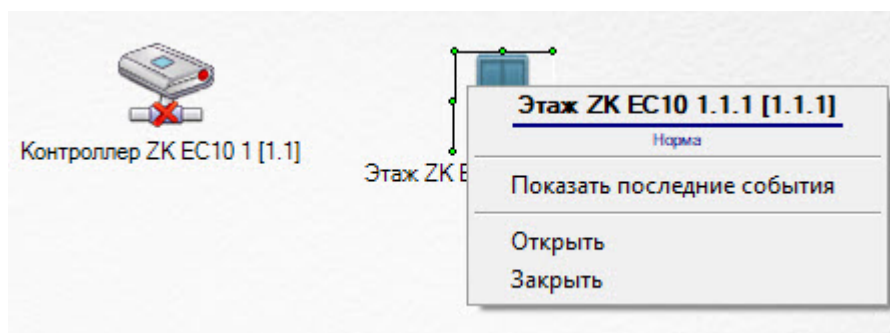 Контроллер ZK EC10 1 [1.1]
Этаж ZK
Этаж ZK EC10 1.1.1 [1.1.1]
Норма
Показать последние события
Открыть
Закрыть